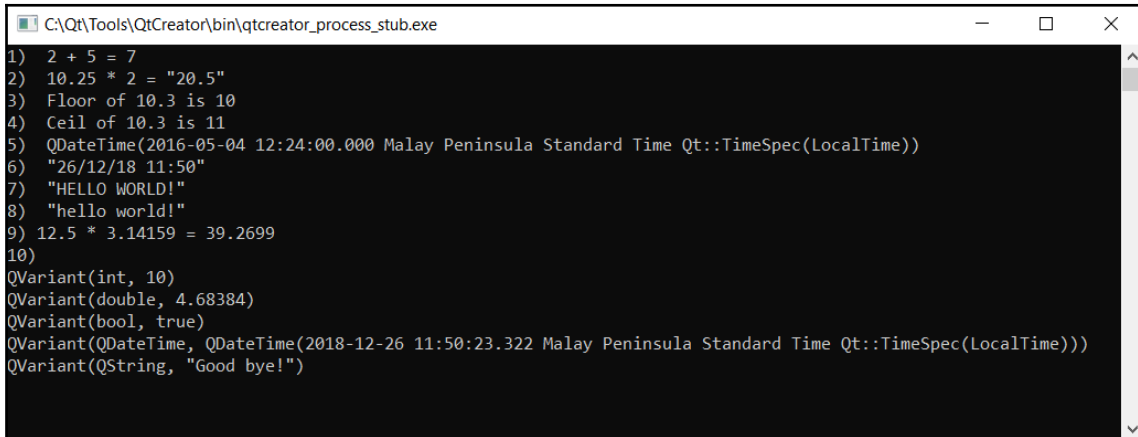 C:\Qt\Tools\QtCreator\bin\qtcreator_process_stub.exe
1)  2 + 5 = 7
2)  10.25 * 2 = "20.5"
3)  Floor of 10.3 is 10
4)  Ceil of 10.3 is 11
5)  QDateTime(2016-05-04 12:24:00.000 Malay Peninsula Standard Time Qt::TimeSpec(LocalTime))
6)  "26/12/18 11:50"
7)  "HELLO WORLD!"
8)  "hello world!"
9) 12.5 * 3.14159 = 39.2699
10)
QVariant(int, 10)
QVariant(double, 4.68384)
QVariant(bool, true)
QVariant(QDateTime, QDateTime(2018-12-26 11:50:23.322 Malay Peninsula Standard Time Qt::TimeSpec(LocalTime)))
QVariant(QString, "Good bye!")